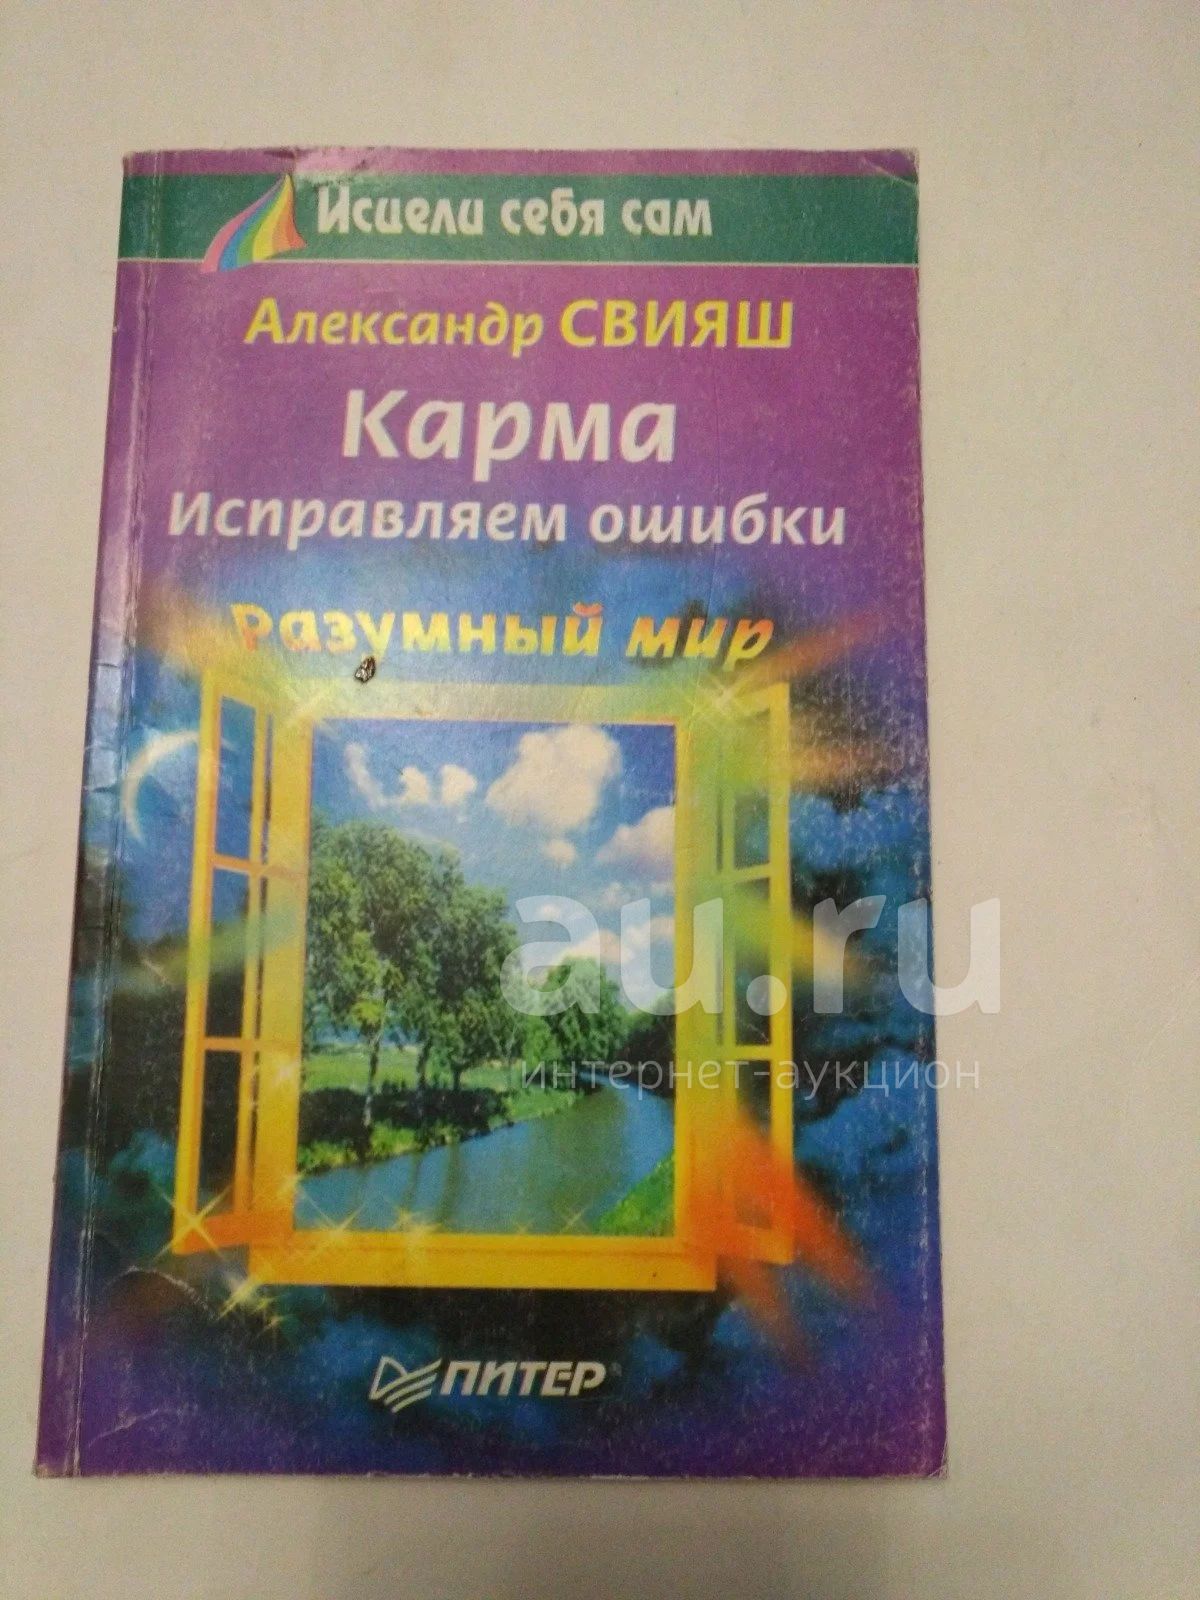 Исцели себя сам
Александр СВИЯШ
Карма
Исправляем ошибки
Разумный мир
au.ru
интернет-аукцион
ПИТЕР